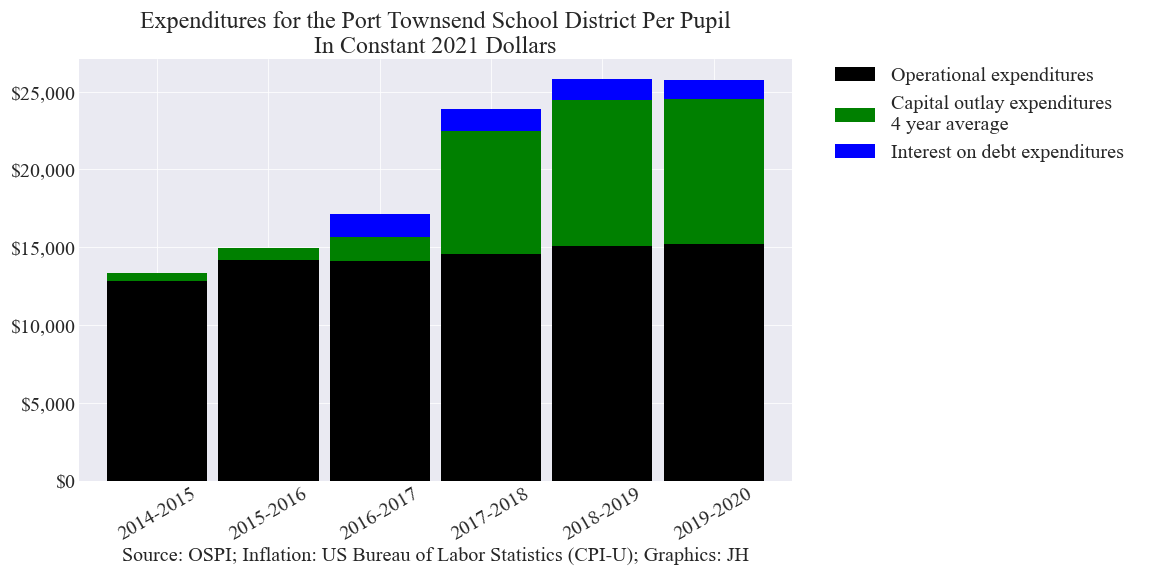 Expenditures for the Port Townsend School District Per Pupil
In Constant 2021 Dollars
$25,000
$20,000
$15,000
$10,000
$5,000
$0
2014-2015
2015-2016
2016-2017
2017-2018
2018-2019
2019-2020
Source: OSPI; Inflation: US Bureau of Labor Statistics (CPI-U); Graphics: JH
Operational expenditures
Capital outlay expenditures
4 year average
Interest on debt expenditures